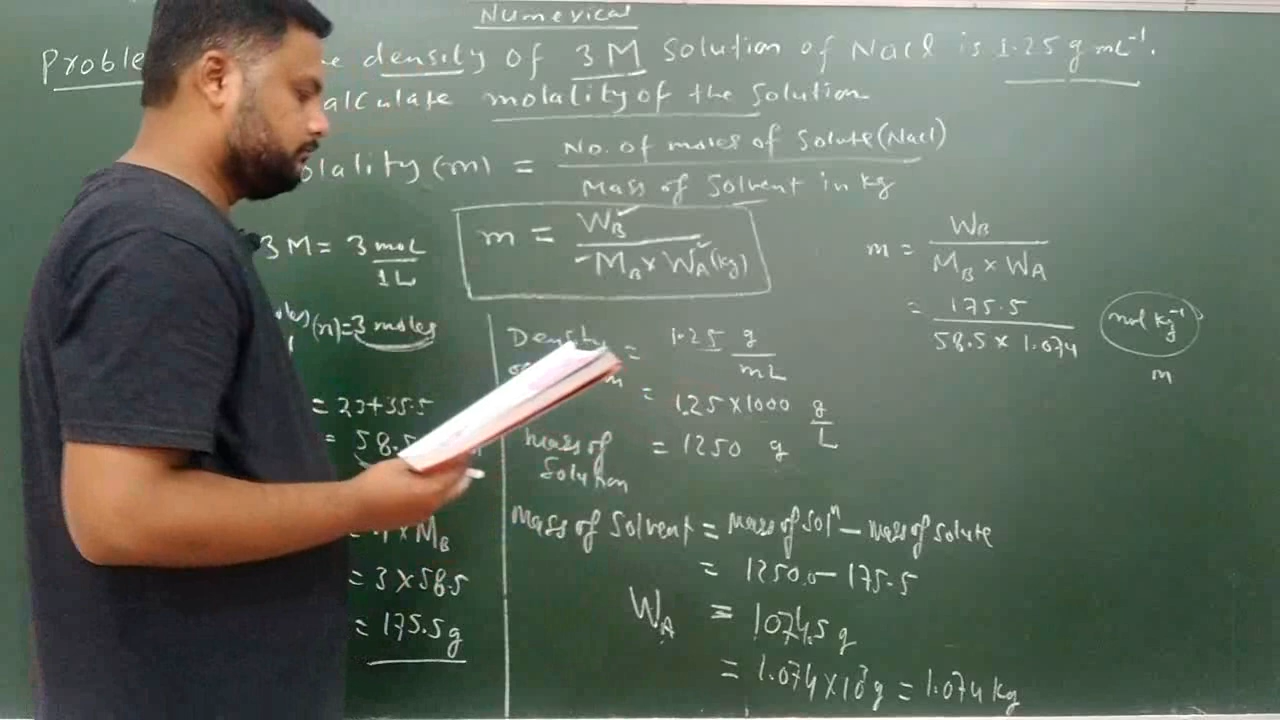 Numerical
Proble density of 3 M Solution of NaCl is 1.25 g mL⁻¹.
alculate molality of the Solution
olality (m) = No. of moles of Solute (NaCl)
Mass of Solvent in kg
m = W_B
M_B × W_A (kg)
3 M = 3 moL
1L
oles (n) = 3 moles
= 23+35.5
= 58.5
× M_B
= 3 × 58.5
= 175.5 g
Density = 1.25 g
mL
= 1.25 × 1000 g
L
Mass of Solution = 1250 g
Mass of Solvent = Mass of Solⁿ – Mass of Solute
= 1250.0 – 175.5
W_A = 1074.5 g
= 1.074 × 10³ g = 1.074 kg
m = W_B
M_B × W_A
= 175.5
58.5 × 1.074
mol kg⁻¹
m